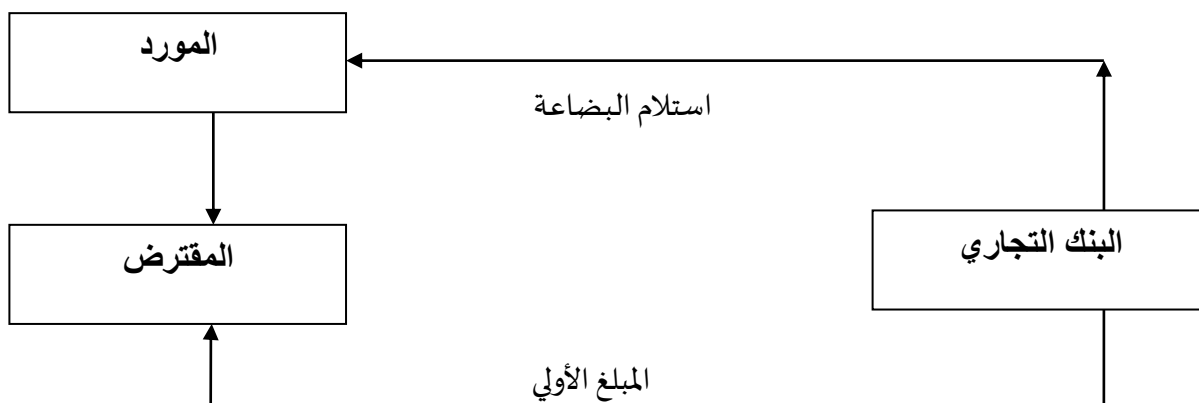 المورد
استلام البضاعة
البنك التجاري
المقترض
المبلغ الأولي